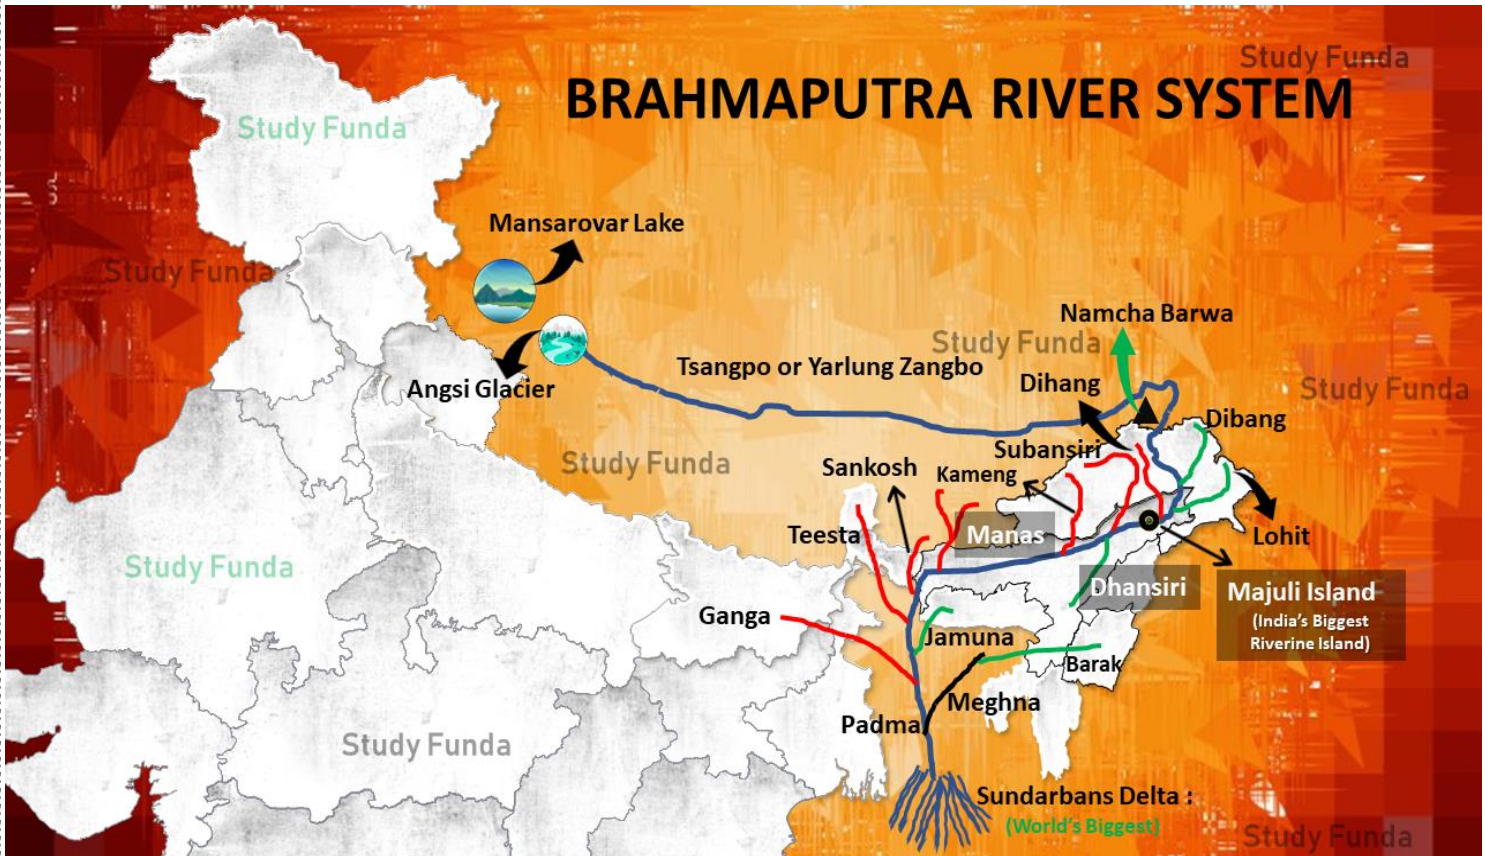 Study Funda
BRAHMAPUTRA RIVER SYSTEM
Study Funda
Mansarovar Lake
Study Funda
Namcha Barwa
Study Funda
Tsangpo or Yarlung Zangbo
Dihang
Angsi Glacier
Study Funda
Dibang
Subansiri
Study Funda
Sankosh
Kameng
Teesta
Manas
Lohit
Study Funda
Dhansiri
Majuli Island
(India's Biggest
Riverine Island)
Ganga
Jamuna
Barak
Meghna
Padma
Study Funda
Sundarbans Delta :
(World's Biggest)
Study Funda